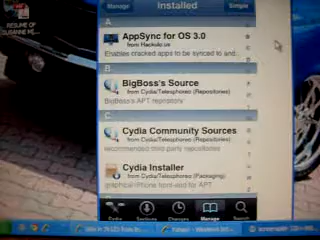 RESUME OF
Manage
Installed
Simple
A
AppSync for OS 3.0
from Hackulo.us
Enables cracked apps to be synced to and
B
BigBoss's Source
from Cydia/Telesphoreo (Repositories)
BigBoss's APT repository
C
Cydia Community Sources
from Cydia/Telesphoreo (Repositories)
recommended third-party repositories
Cydia Installer
from Cydia/Telesphoreo (Packaging)
graphical iPhone front-end for APT
Cydia
Sections
Changes
Manage
Search